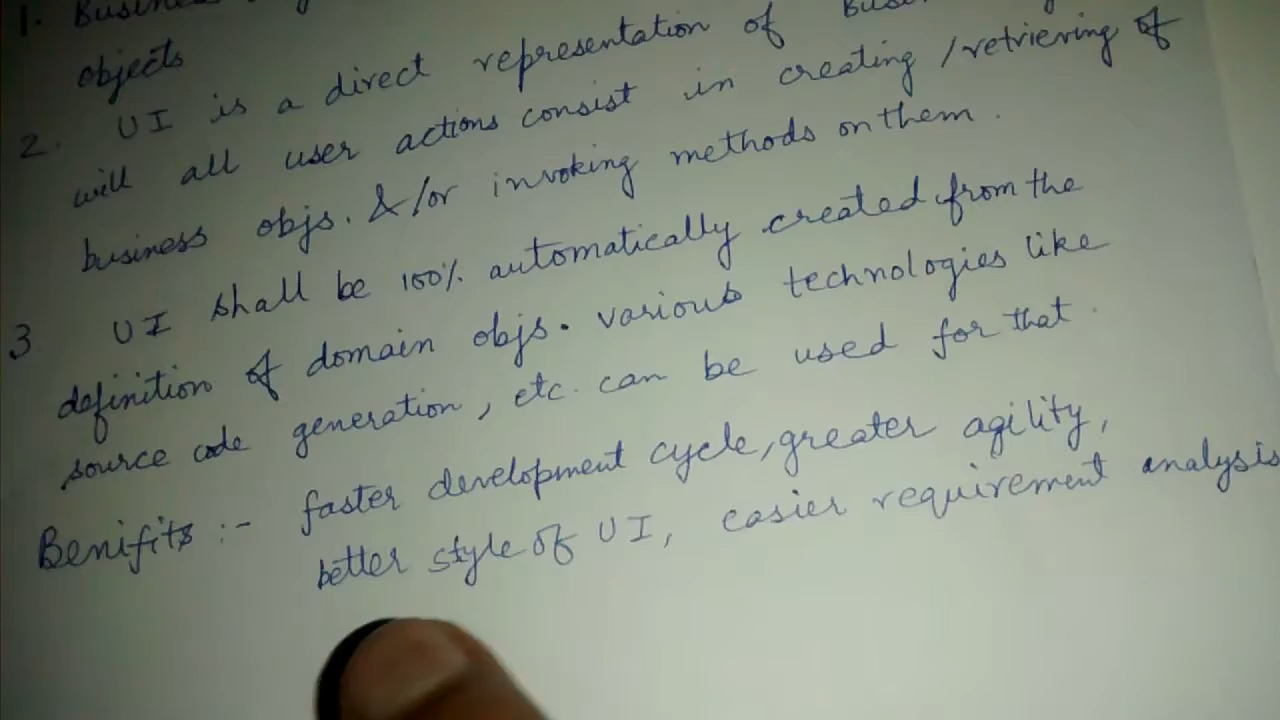 1.
objects
2. UI is a direct representation of
will all user actions consist in creating /retrieving of
business objs. &/or invoking methods on them.
3 UI shall be 100% automatically created from the
definition of domain objs. various technologies like
source code generation, etc. can be used for that.
Benifits :- faster development cycle, greater agility,
better style of UI, easier requirement analysis